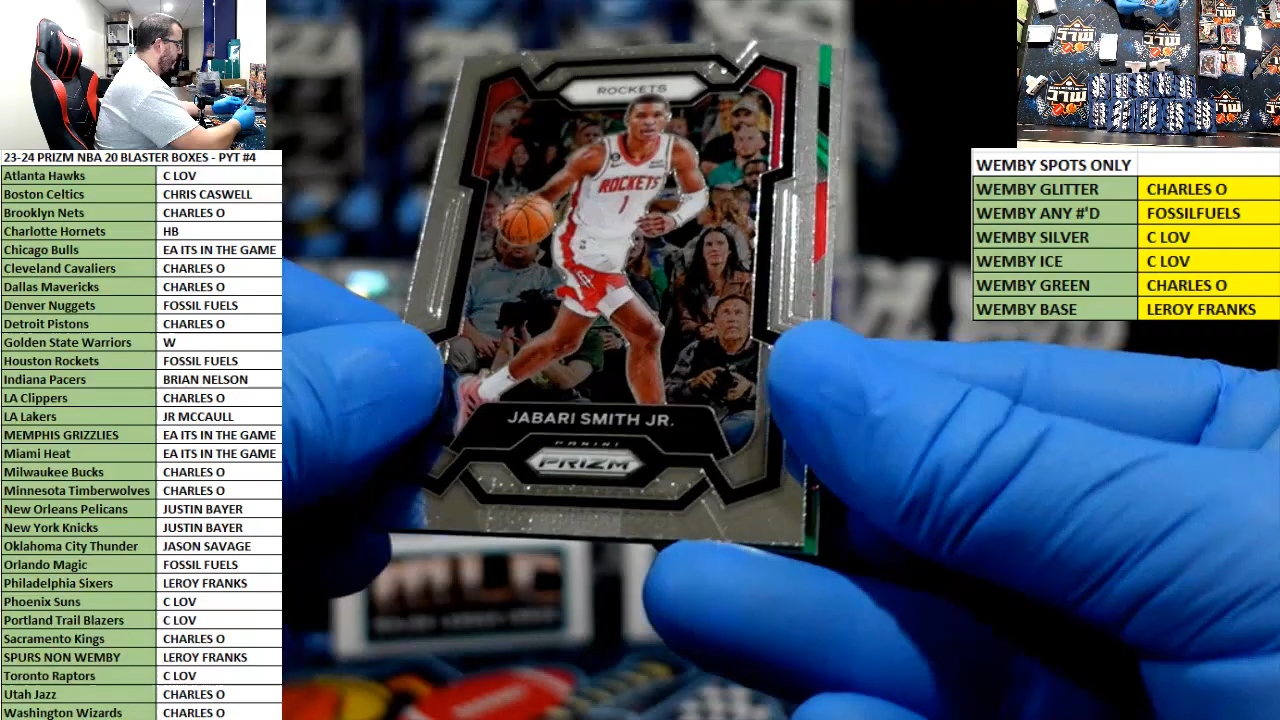 23-24 PRIZM NBA 20 BLASTER BOXES - PYT #4
Atlanta Hawks C LOV
Boston Celtics CHRIS CASWELL
Brooklyn Nets CHARLES O
Charlotte Hornets HB
Chicago Bulls EA ITS IN THE GAME
Cleveland Cavaliers CHARLES O
Dallas Mavericks CHARLES O
Denver Nuggets FOSSIL FUELS
Detroit Pistons CHARLES O
Golden State Warriors W
Houston Rockets FOSSIL FUELS
Indiana Pacers BRIAN NELSON
LA Clippers CHARLES O
LA Lakers JR MCCAULL
MEMPHIS GRIZZLIES EA ITS IN THE GAME
Miami Heat EA ITS IN THE GAME
Milwaukee Bucks CHARLES O
Minnesota Timberwolves CHARLES O
New Orleans Pelicans JUSTIN BAYER
New York Knicks JUSTIN BAYER
Oklahoma City Thunder JASON SAVAGE
Orlando Magic FOSSIL FUELS
Philadelphia Sixers LEROY FRANKS
Phoenix Suns C LOV
Portland Trail Blazers C LOV
Sacramento Kings CHARLES O
SPURS NON WEMBY LEROY FRANKS
Toronto Raptors C LOV
Utah Jazz CHARLES O
Washington Wizards CHARLES O
ROCKETS
ROCKETS
1
JABARI SMITH JR.
PANINI
PRIZM
MLC
WEMBY SPOTS ONLY
WEMBY GLITTER CHARLES O
WEMBY ANY #'D FOSSILFUELS
WEMBY SILVER C LOV
WEMBY ICE C LOV
WEMBY GREEN CHARLES O
WEMBY BASE LEROY FRANKS